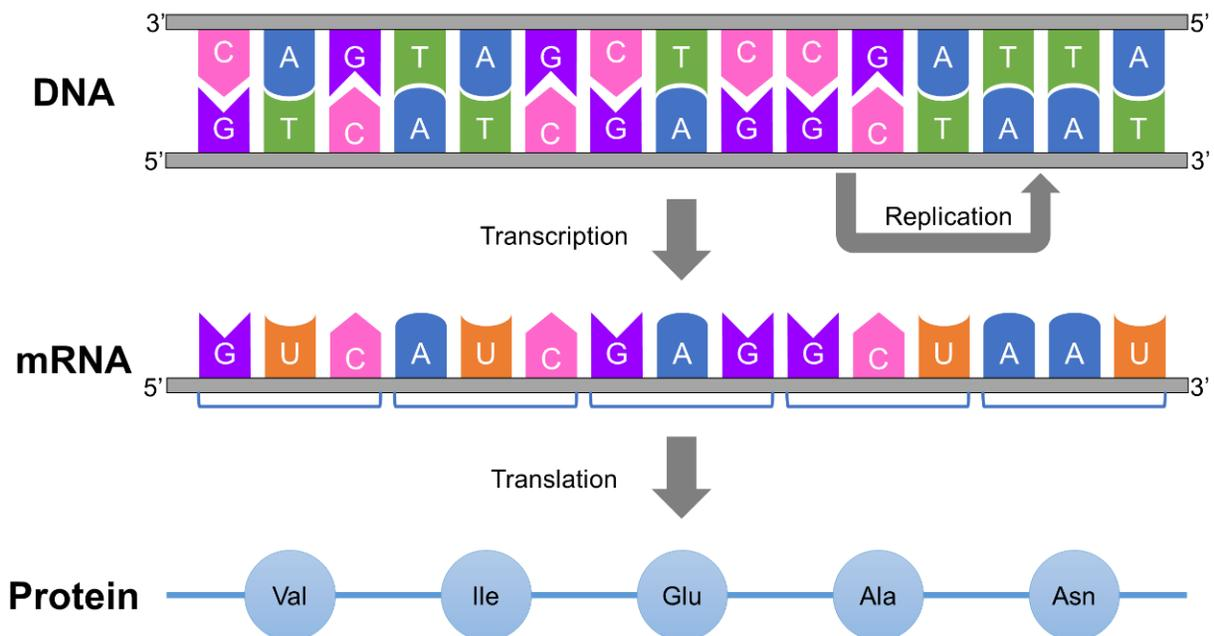 3’ 5’
C A G T A G C T C C G A T T A
DNA
G T C A T C G A G G C T A A T
5’ 3’
Transcription
Replication
mRNA
G U C A U C G A G G C U A A U
5’ 3’
Translation
Protein
Val Ile Glu Ala Asn